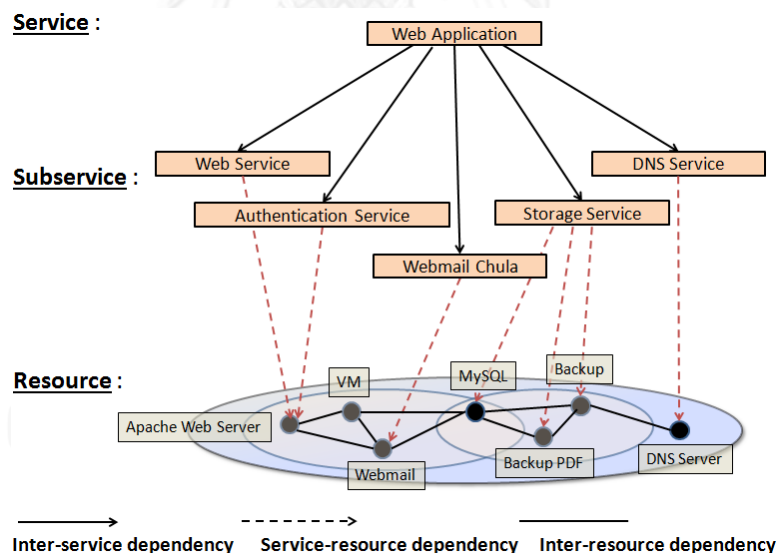 Service :
Web Application
Web Service
DNS Service
Subservice :
Authentication Service
Storage Service
Webmail Chula
Resource :
VM
MySQL
Backup
Apache Web Server
Webmail
Backup PDF
DNS Server
Inter-service dependency
Service-resource dependency
Inter-resource dependency